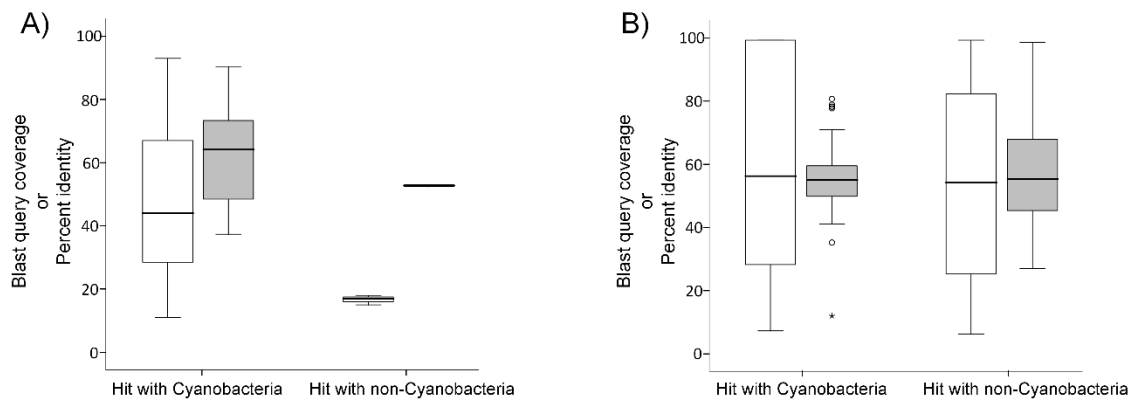 A)
Blast query coverage
or
Percent identity
100
80
60
40
20
0
Hit with Cyanobacteria
Hit with non-Cyanobacteria
B)
Blast query coverage
or
Percent identity
100
80
60
40
20
0
Hit with Cyanobacteria
Hit with non-Cyanobacteria